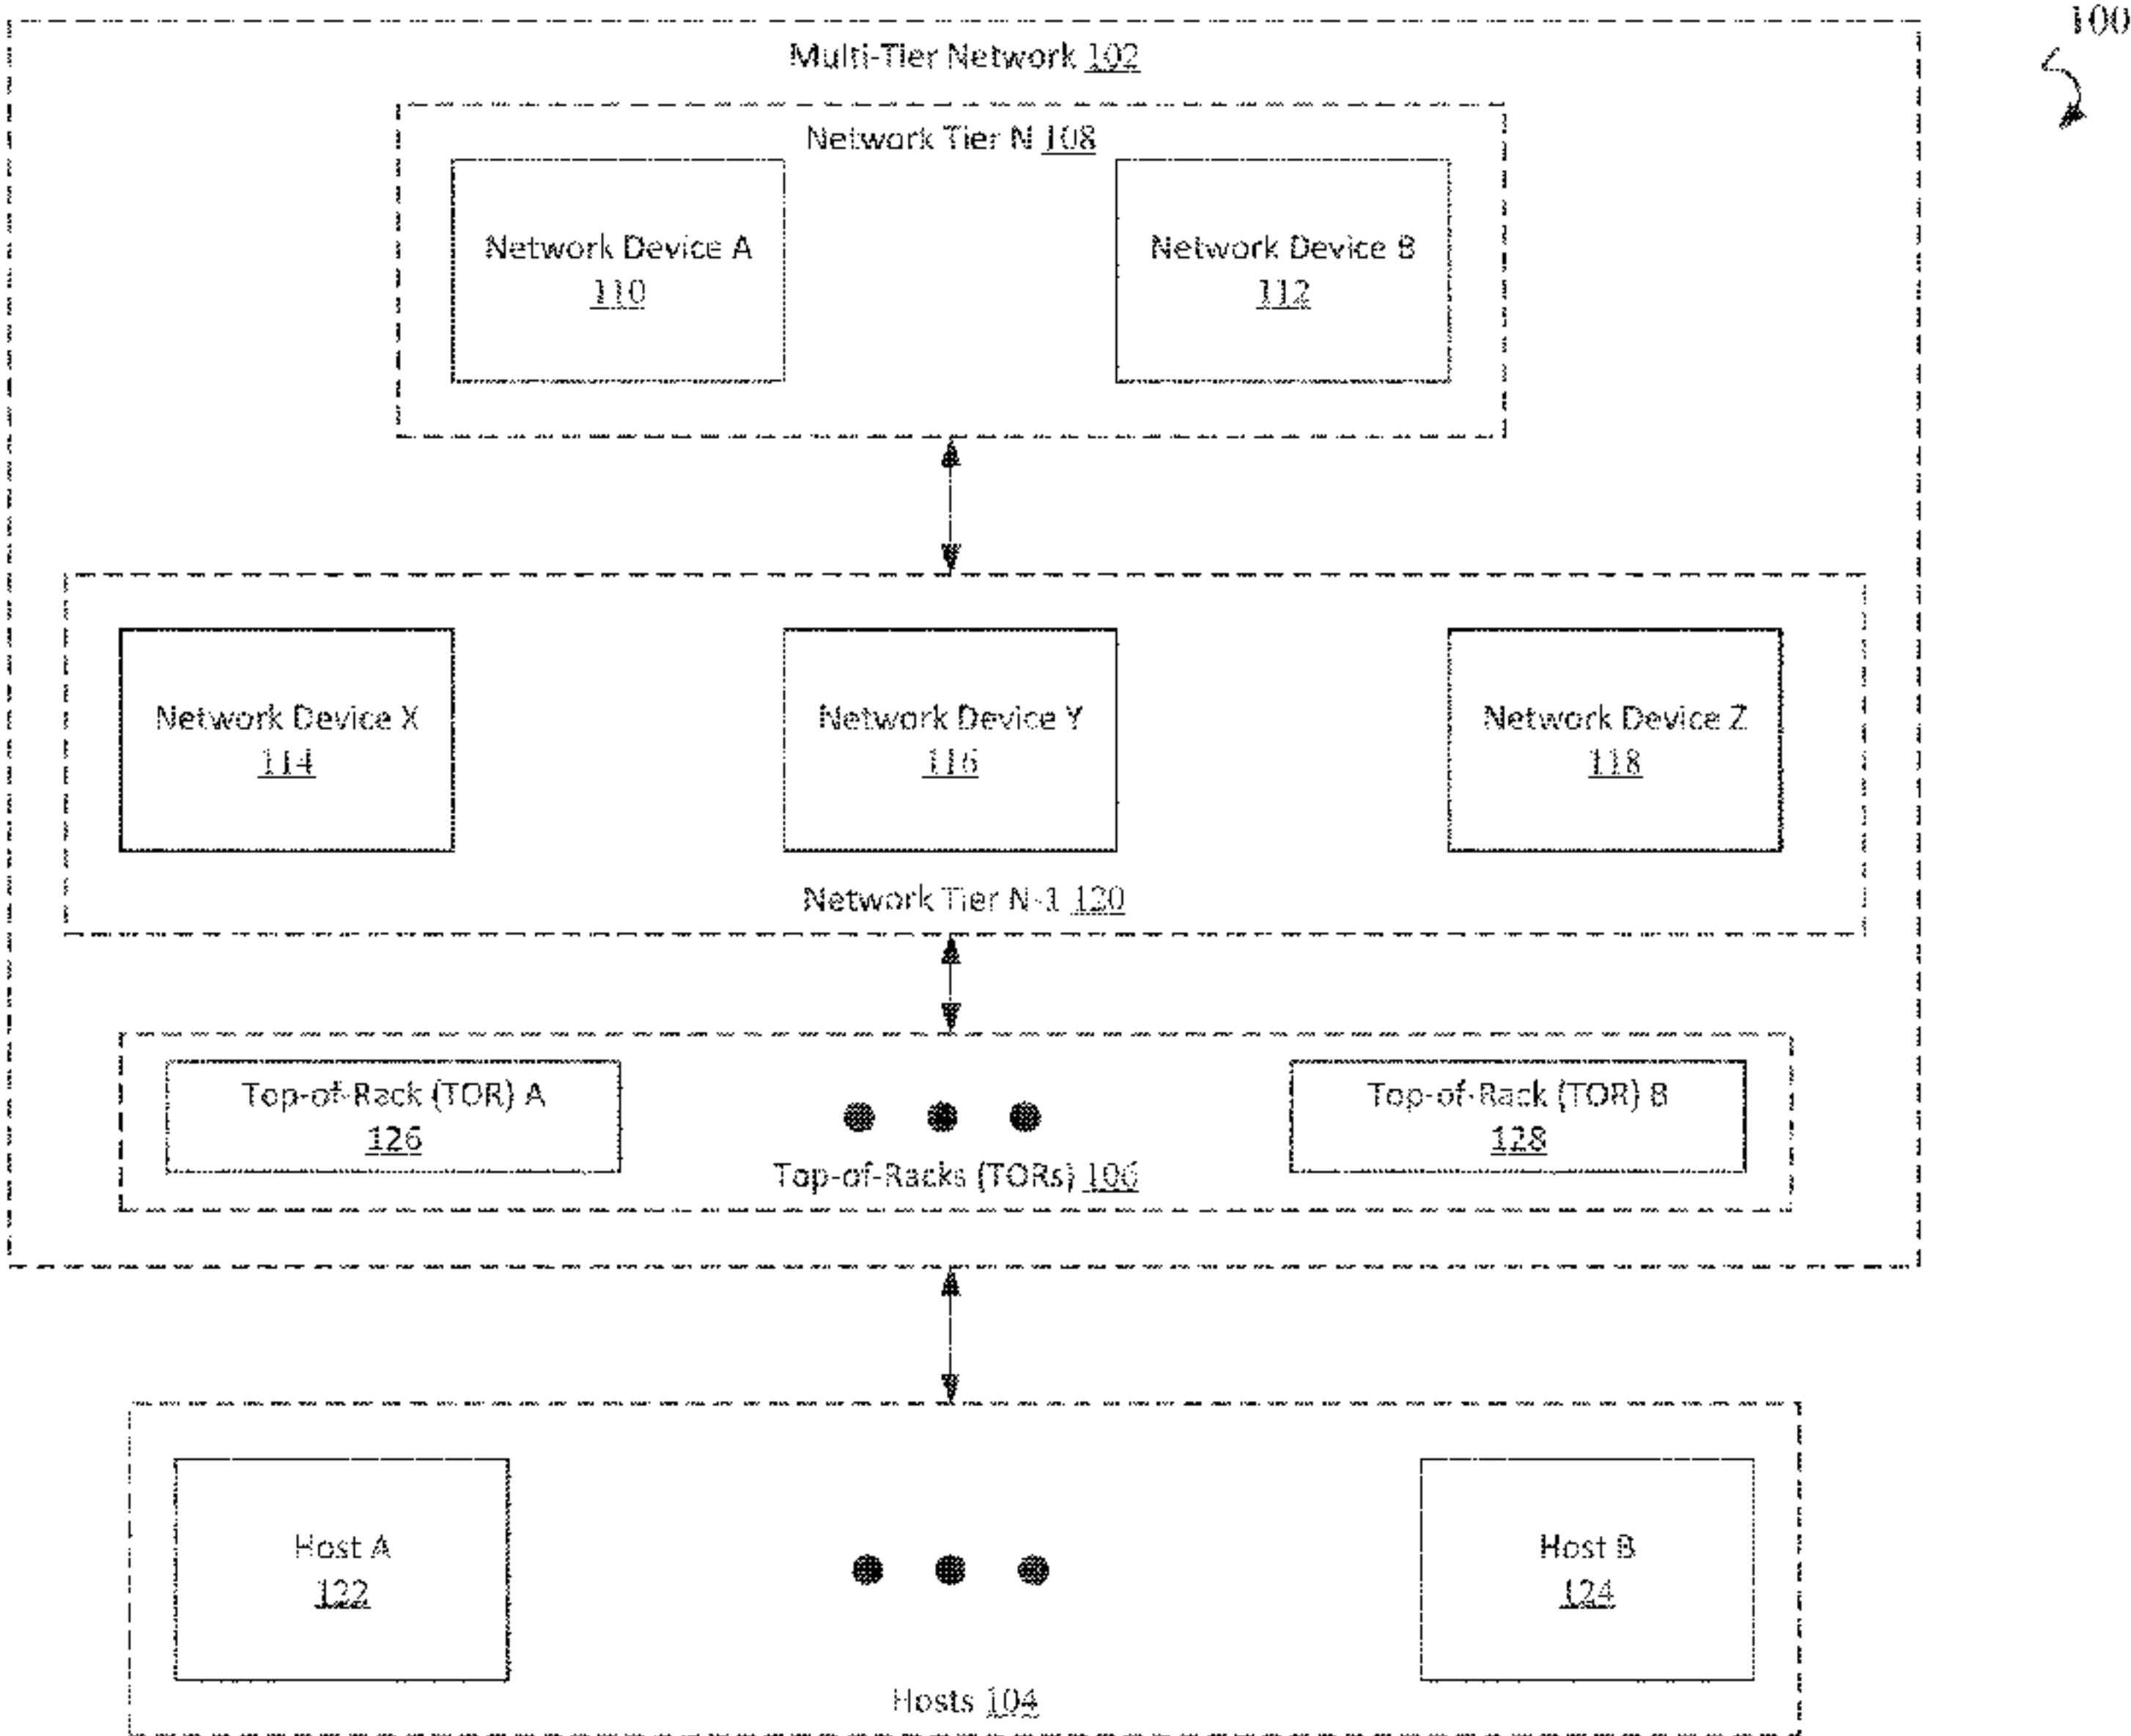 100
Multi-Tier Network 102
Network Tier N 108
Network Device A
110
Network Device B
112
Network Device X
114
Network Device Y
116
Network Device Z
118
Network Tier N-1 120
Top-of-Rack (TOR) A
126
Top-of-Rack (TOR) B
128
Top-of-Racks (TORs) 106
Host A
122
Host B
124
Hosts 104